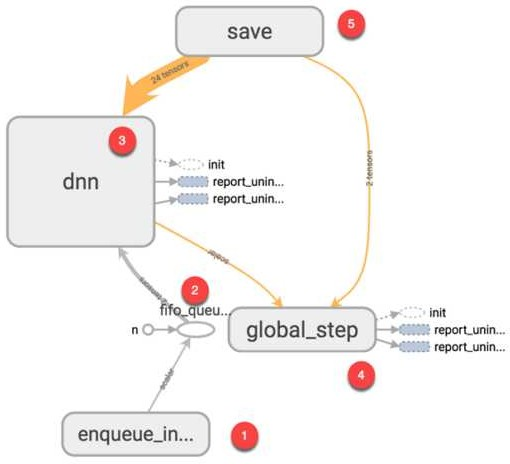 save
5
24 tensors
3
dnn
init
report_unin...
report_unin...
2 tensors
scalar
2
fifo_queu...
n
global_step
init
report_unin...
report_unin...
4
scalar
enqueue_in...
1